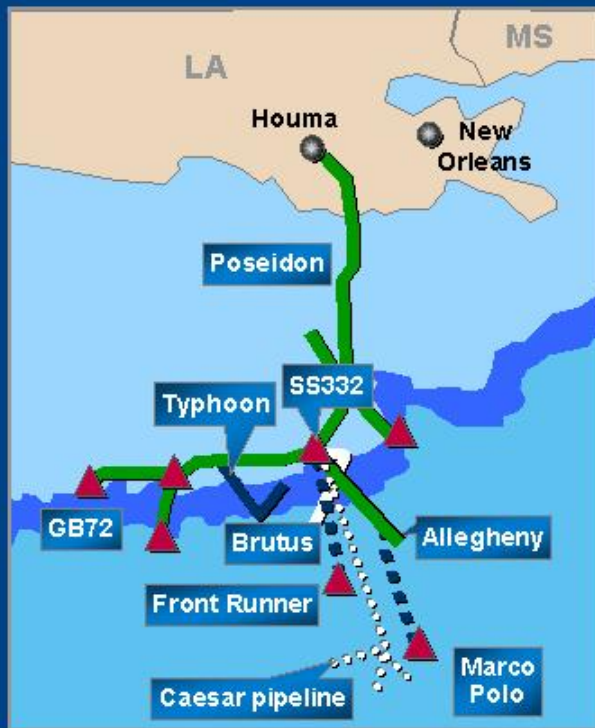 LA
MS
Houma
New
Orleans
Poseidon
SS332
Typhoon
GB72
Brutus
Allegheny
Front Runner
Marco
Polo
Caesar pipeline